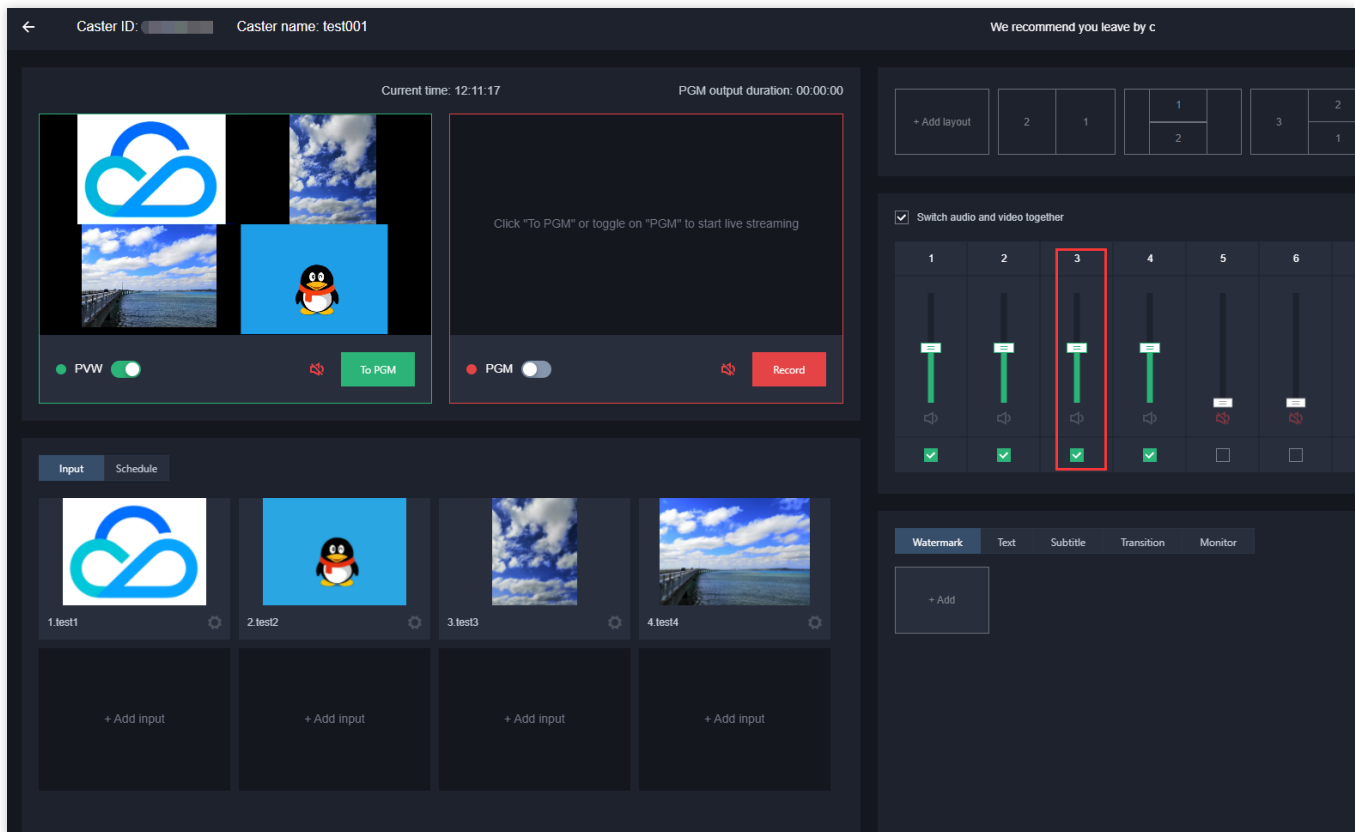 Caster ID: Caster name: test001 We recommend you leave by c
Current time: 12:11:17 PGM output duration: 00:00:00
Click "To PGM" or toggle on "PGM" to start live streaming
PVW To PGM PGM Record
+ Add layout 2 1 1 2 3 2 1
Switch audio and video together
1 2 3 4 5 6
Input Schedule
1.test1 2.test2 3.test3 4.test4
+ Add input + Add input + Add input + Add input
Watermark Text Subtitle Transition Monitor
+ Add